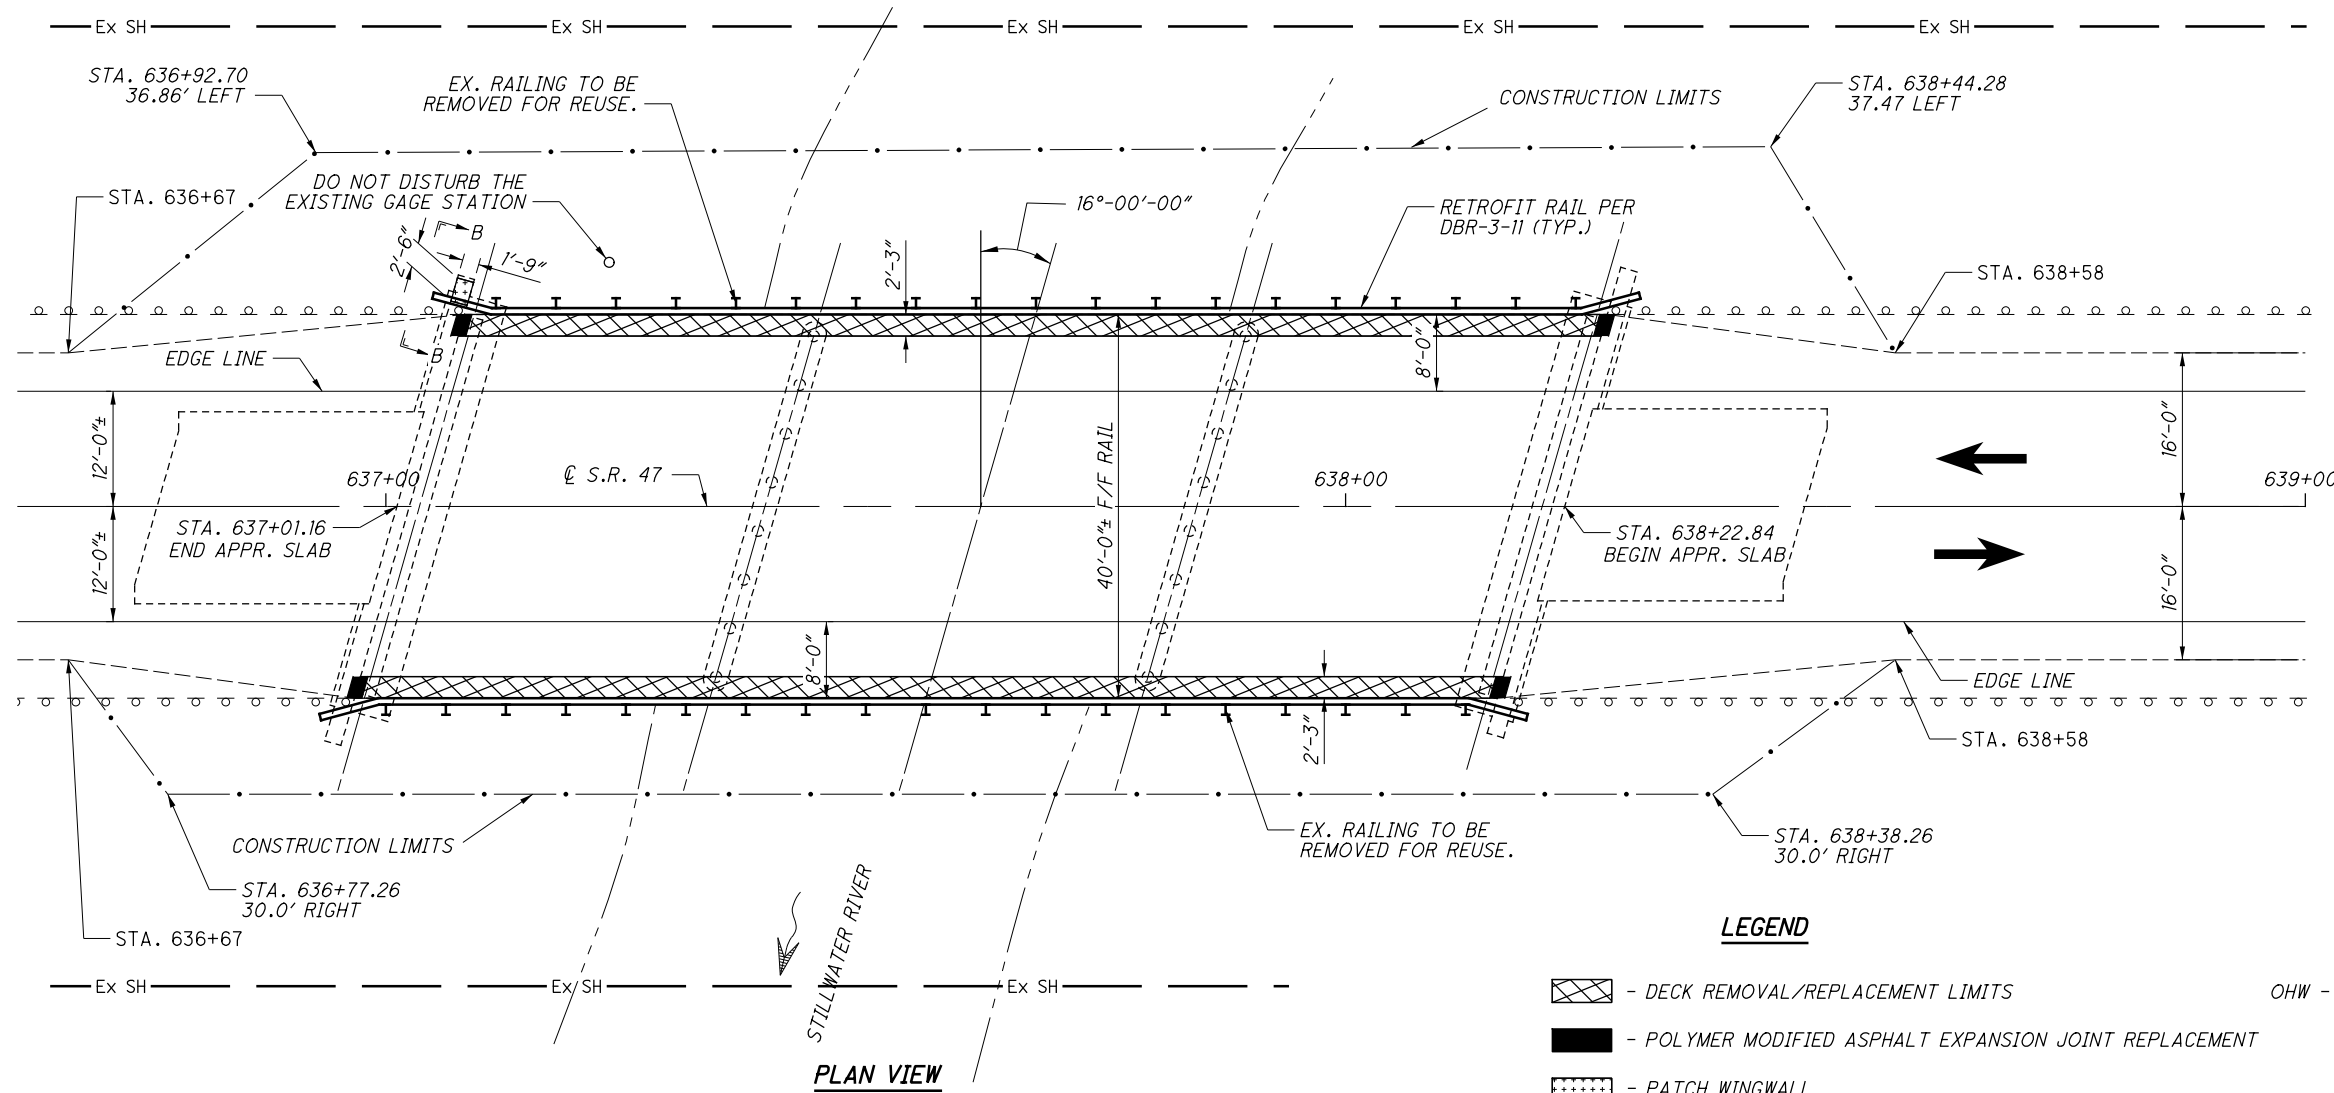 Ex SH
Ex SH
Ex SH
Ex SH
Ex SH
STA. 636+92.70
36.86' LEFT
EX. RAILING TO BE
REMOVED FOR REUSE.
CONSTRUCTION LIMITS
STA. 638+44.28
37.47 LEFT
STA. 636+67
DO NOT DISTURB THE
EXISTING GAGE STATION
16°-00'-00"
RETROFIT RAIL PER
DBR-3-11 (TYP.)
B
2'-6"
1'-9"
2'-3"
STA. 638+58
B
EDGE LINE
8'-0"
12'-0"±
40'-0"± F/F RAIL
16'-0"
637+00
℄ S.R. 47
638+00
639+00
STA. 637+01.16
END APPR. SLAB
STA. 638+22.84
BEGIN APPR. SLAB
12'-0"±
16'-0"
8'-0"
EDGE LINE
2'-3"
STA. 638+58
CONSTRUCTION LIMITS
EX. RAILING TO BE
REMOVED FOR REUSE.
STA. 638+38.26
30.0' RIGHT
STA. 636+77.26
30.0' RIGHT
STA. 636+67
STILLWATER RIVER
LEGEND
Ex SH
Ex SH
Ex SH
- DECK REMOVAL/REPLACEMENT LIMITS
OHW -
- POLYMER MODIFIED ASPHALT EXPANSION JOINT REPLACEMENT
PLAN VIEW
- PATCH WINGWALL